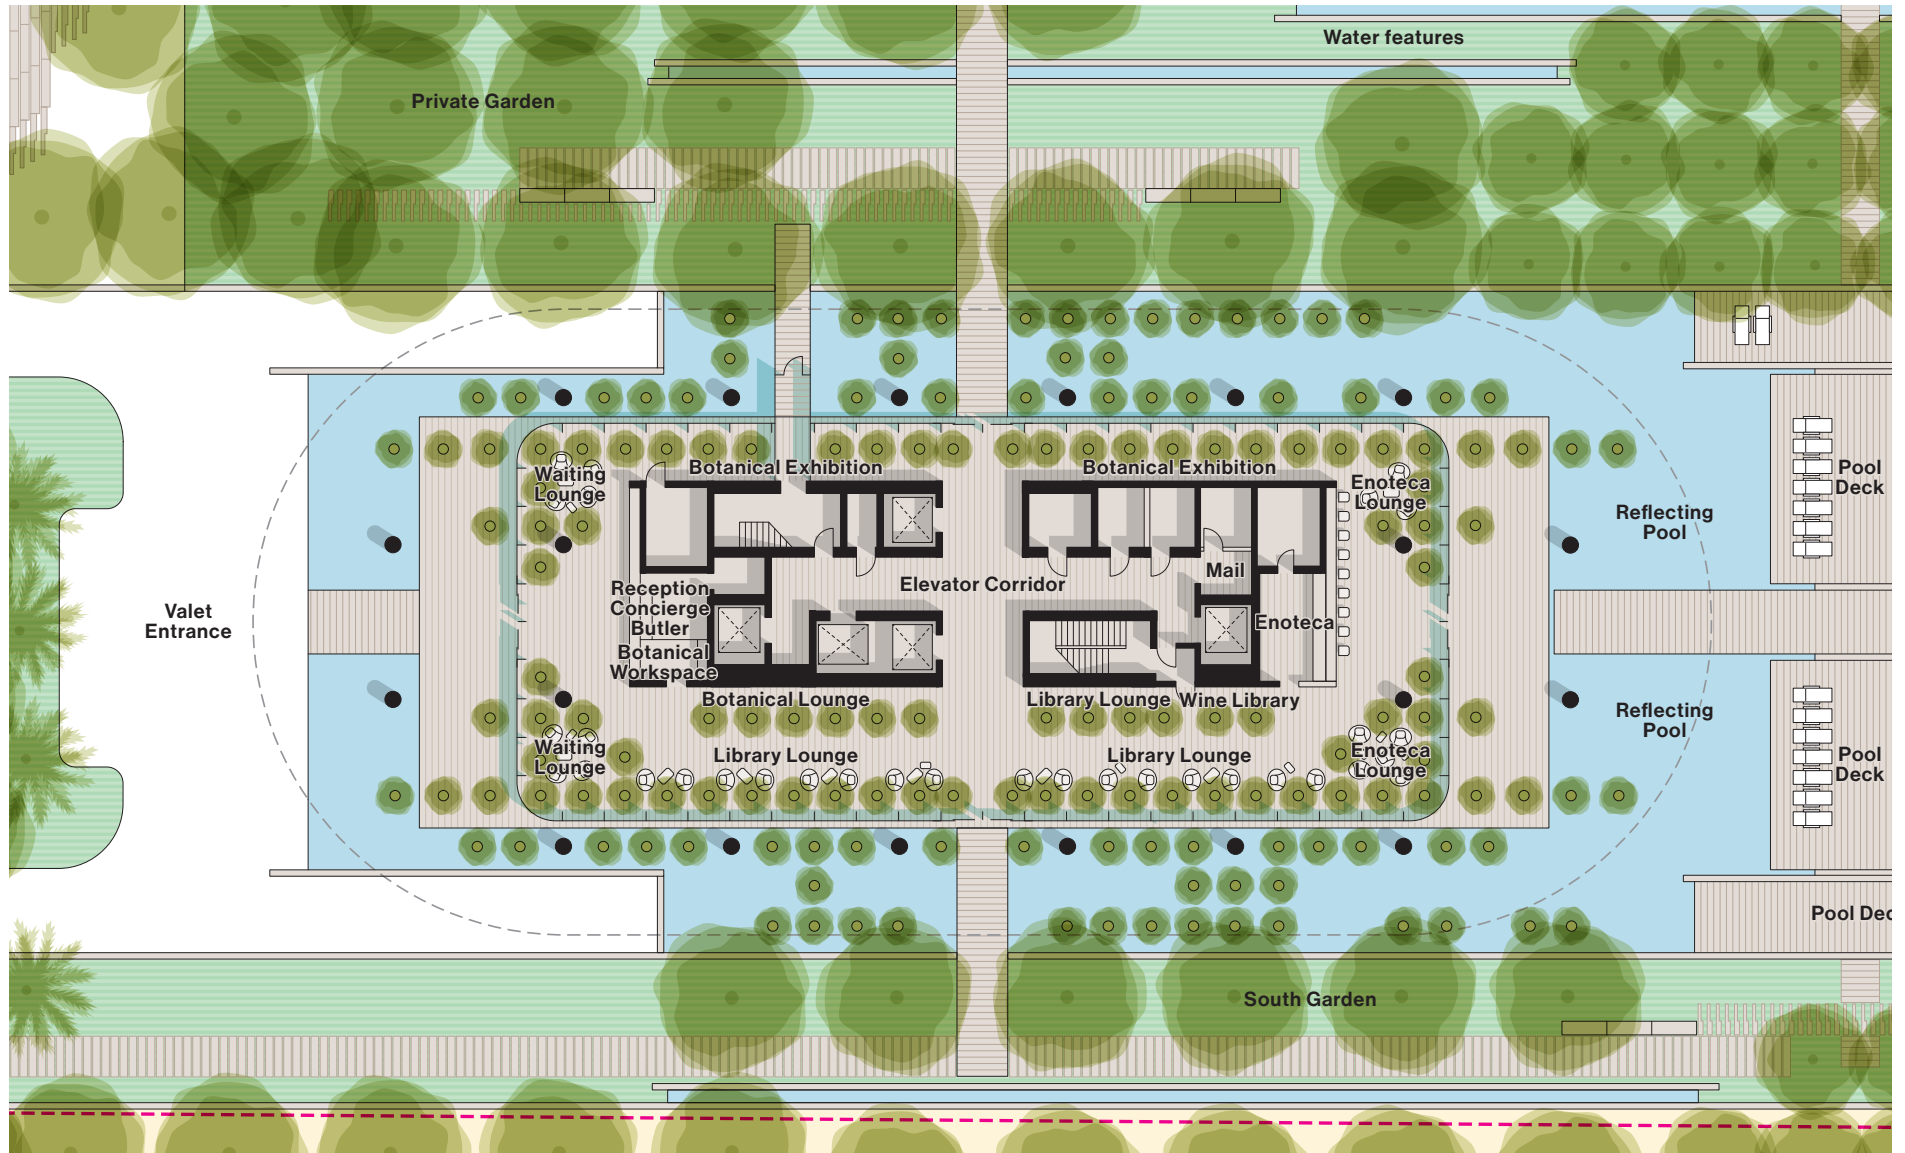 Water features
Private Garden
Botanical Exhibition
Botanical Exhibition
Waiting
Lounge
Enoteca
Lounge
Pool
Deck
Reflecting
Pool
Elevator Corridor
Mail
Reception
Concierge
Butler
Valet
Entrance
Enoteca
Botanical
Workspace
Botanical Lounge
Library Lounge
Wine Library
Reflecting
Pool
Waiting
Lounge
Library Lounge
Library Lounge
Enoteca
Lounge
Pool
Deck
Pool Dec
South Garden